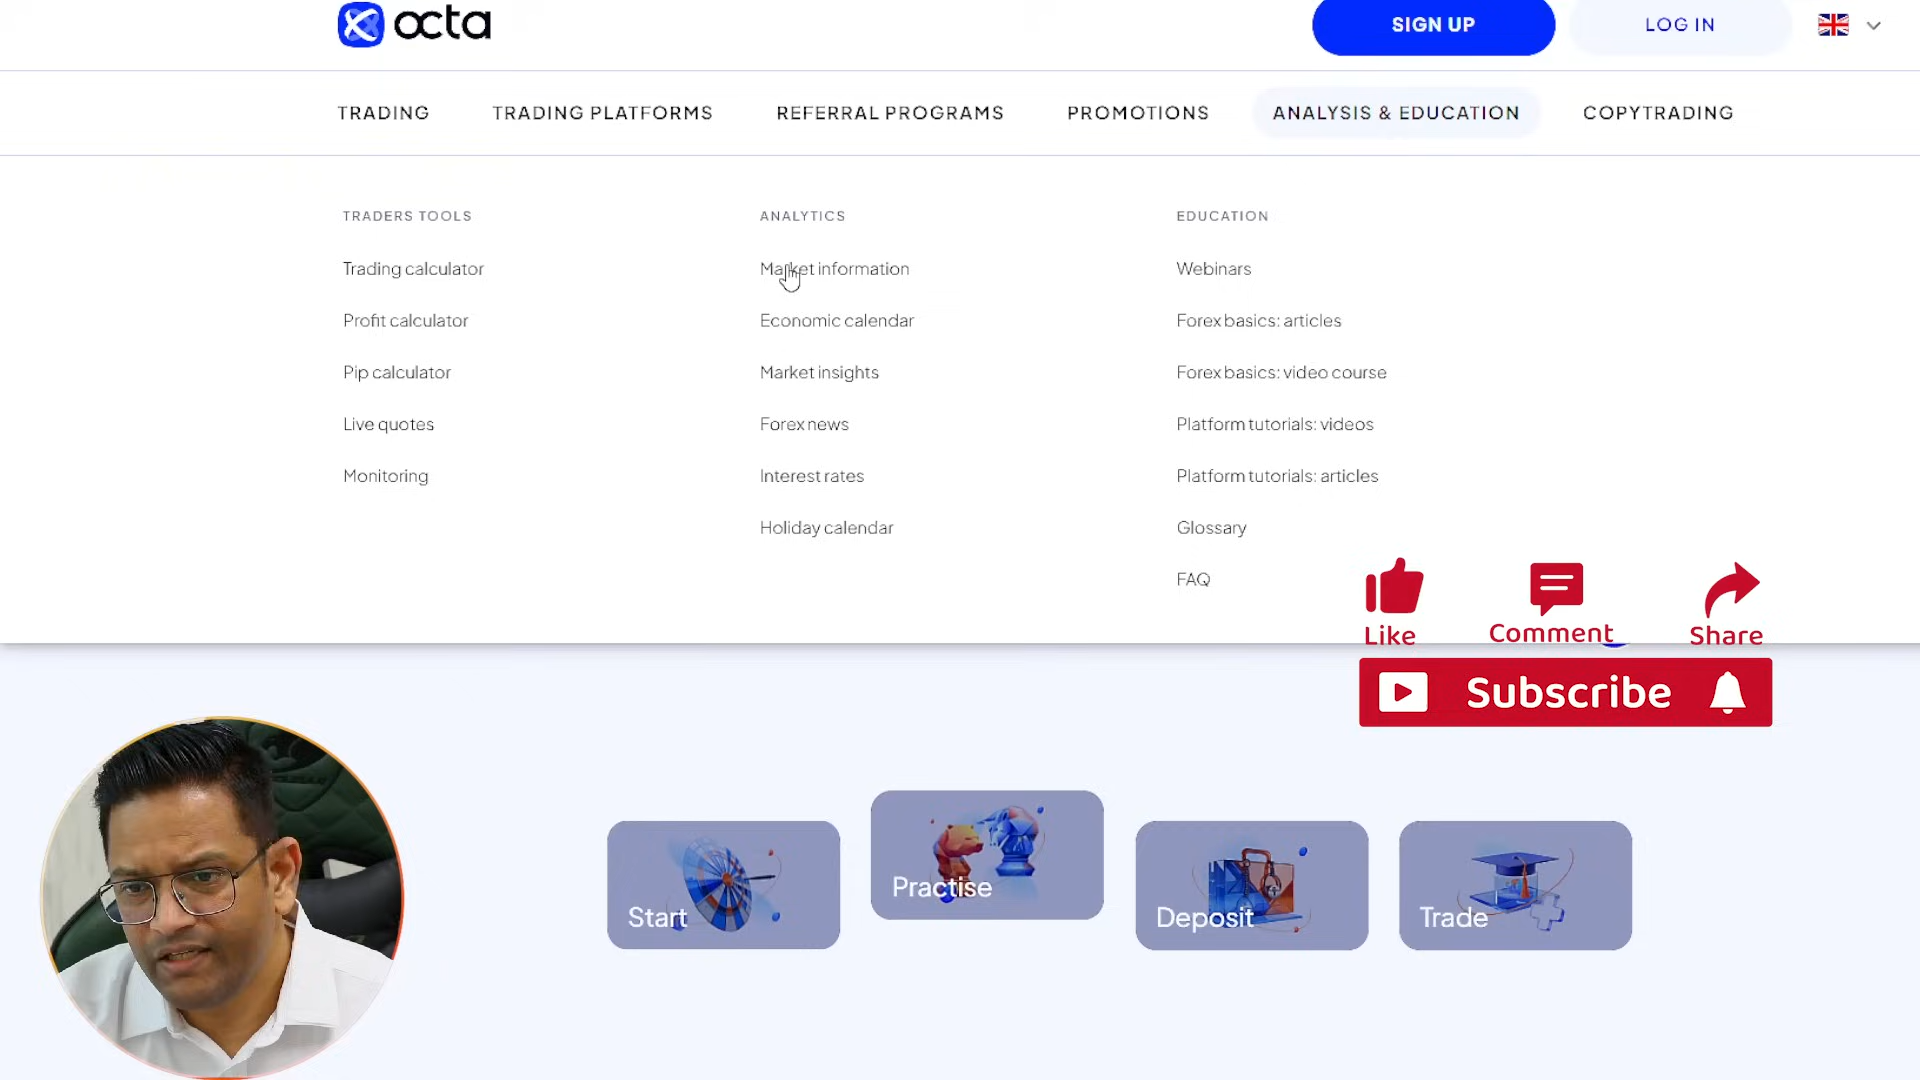 octa
SIGN UP
LOG IN
TRADING
TRADING PLATFORMS
REFERRAL PROGRAMS
PROMOTIONS
ANALYSIS & EDUCATION
COPYTRADING
TRADERS TOOLS
Trading calculator
Profit calculator
Pip calculator
Live quotes
Monitoring
ANALYTICS
Market information
Economic calendar
Market insights
Forex news
Interest rates
Holiday calendar
EDUCATION
Webinars
Forex basics: articles
Forex basics: video course
Platform tutorials: videos
Platform tutorials: articles
Glossary
FAQ
Like
Comment
Share
Subscribe
Start
Practise
Deposit
Trade